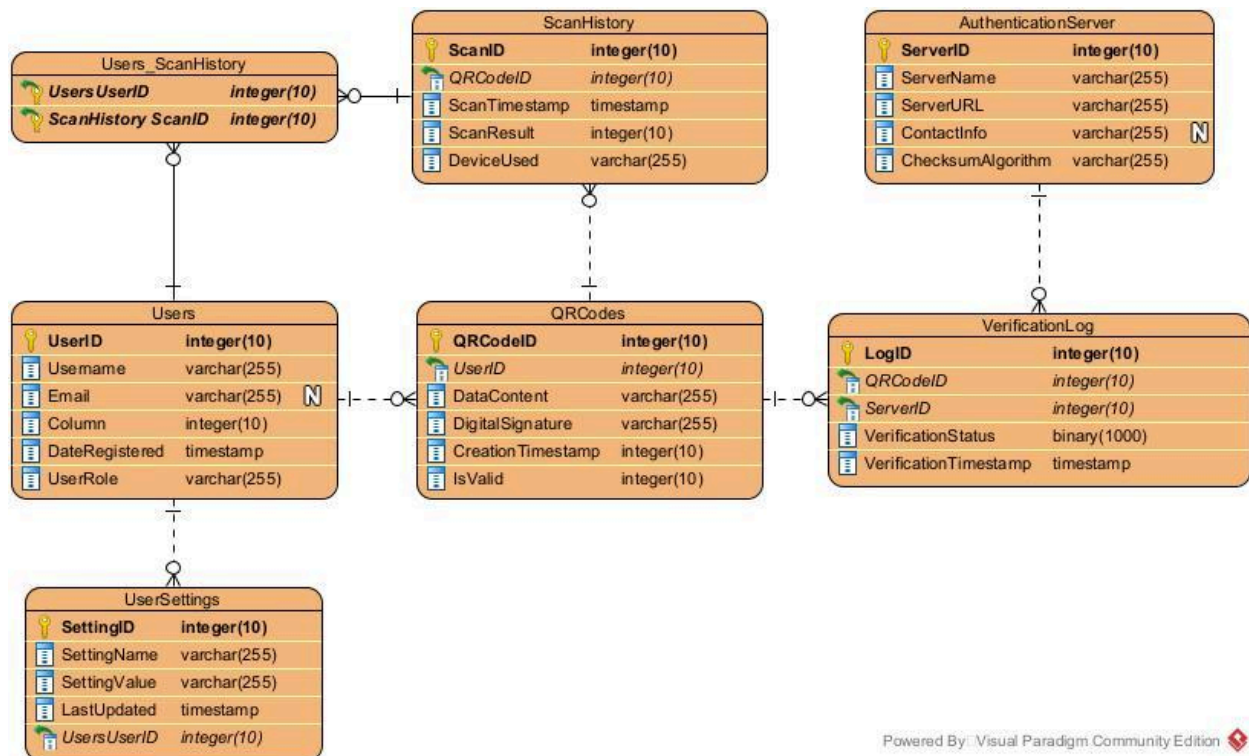 Users_ScanHistory
UsersUserID integer(10)
ScanHistory ScanID integer(10)
ScanHistory
ScanID integer(10)
QRCodeID integer(10)
ScanTimestamp timestamp
ScanResult integer(10)
DeviceUsed varchar(255)
AuthenticationServer
ServerID integer(10)
ServerName varchar(255)
ServerURL varchar(255)
ContactInfo varchar(255) N
ChecksumAlgorithm varchar(255)
Users
UserID integer(10)
Username varchar(255)
Email varchar(255) N
Column integer(10)
DateRegistered timestamp
UserRole varchar(255)
QRCodes
QRCodeID integer(10)
UserID integer(10)
DataContent varchar(255)
DigitalSignature varchar(255)
CreationTimestamp integer(10)
IsValid integer(10)
VerificationLog
LogID integer(10)
QRCodeID integer(10)
ServerID integer(10)
VerificationStatus binary(1000)
VerificationTimestamp timestamp
UserSettings
SettingID integer(10)
SettingName varchar(255)
SettingValue varchar(255)
LastUpdated timestamp
UsersUserID integer(10)
Powered By: Visual Paradigm Community Edition